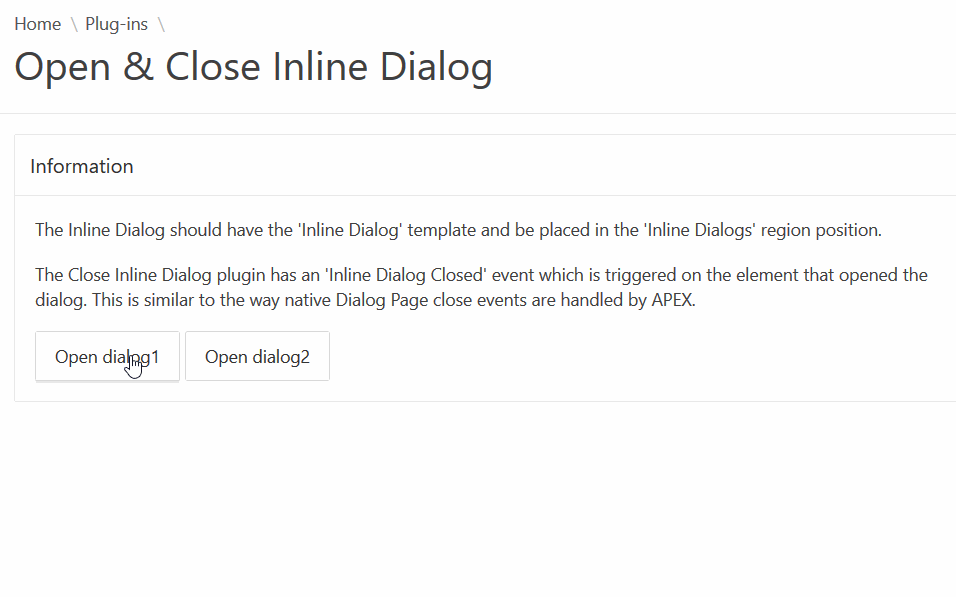 Home \ Plug-ins \
Open & Close Inline Dialog
Information
The Inline Dialog should have the 'Inline Dialog' template and be placed in the 'Inline Dialogs' region position.
The Close Inline Dialog plugin has an 'Inline Dialog Closed' event which is triggered on the element that opened the
dialog. This is similar to the way native Dialog Page close events are handled by APEX.
Open dialog1 Open dialog2